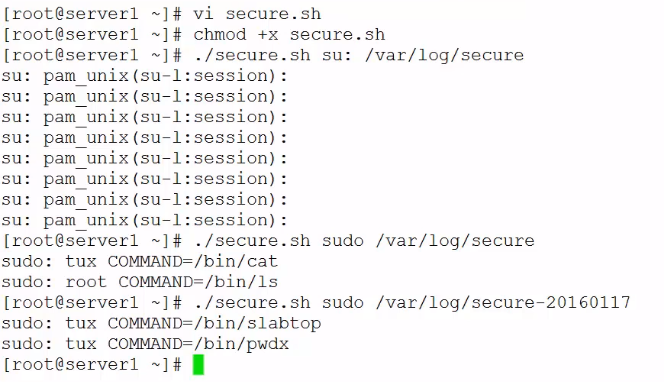 [root@server1 ~]# vi secure.sh
[root@server1 ~]# chmod +x secure.sh
[root@server1 ~]# ./secure.sh su: /var/log/secure
su: pam_unix(su-l:session):
su: pam_unix(su-l:session):
su: pam_unix(su-l:session):
su: pam_unix(su-l:session):
su: pam_unix(su-l:session):
su: pam_unix(su-l:session):
su: pam_unix(su-l:session):
su: pam_unix(su-l:session):
[root@server1 ~]# ./secure.sh sudo /var/log/secure
sudo: tux COMMAND=/bin/cat
sudo: root COMMAND=/bin/ls
[root@server1 ~]# ./secure.sh sudo /var/log/secure-20160117
sudo: tux COMMAND=/bin/slabtop
sudo: tux COMMAND=/bin/pwdx
[root@server1 ~]#